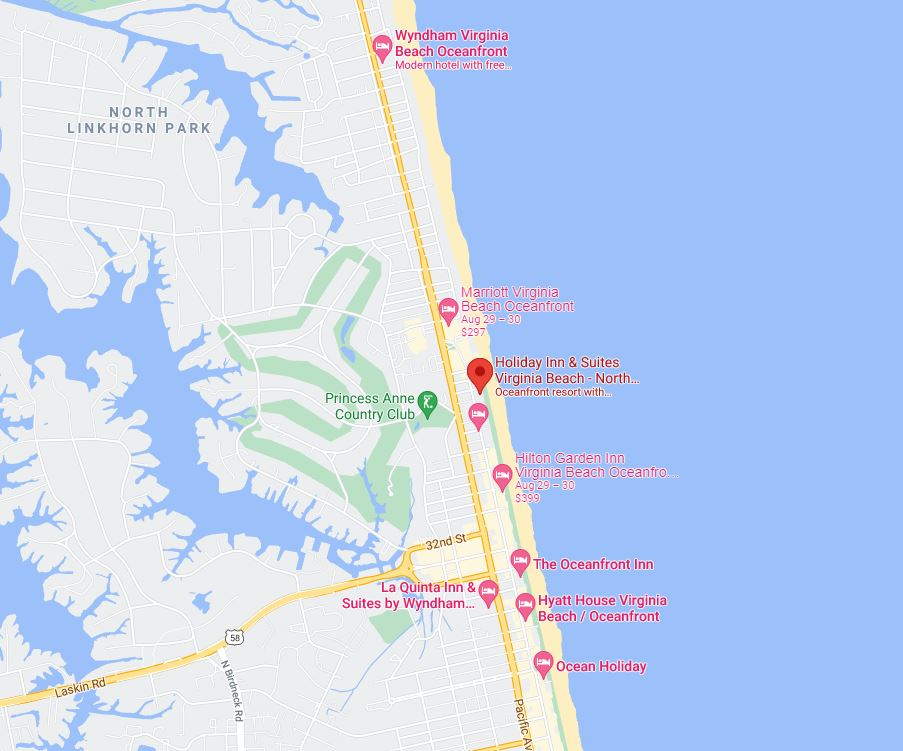 Wyndham Virginia
Beach Oceanfront
Modern hotel with free...
NORTH
LINKHORN PARK
Marriott Virginia
Beach Oceanfront
Aug 29 – 30
$297
Holiday Inn & Suites
Virginia Beach - North...
Oceanfront resort with...
Princess Anne
Country Club
Hilton Garden Inn
Virginia Beach Oceanfro...
Aug 29 – 30
$399
32nd St
The Oceanfront Inn
La Quinta Inn &
Suites by Wyndham...
Hyatt House Virginia
Beach / Oceanfront
58
Ocean Holiday
N Birdneck Rd
Laskin Rd
Pacific Av